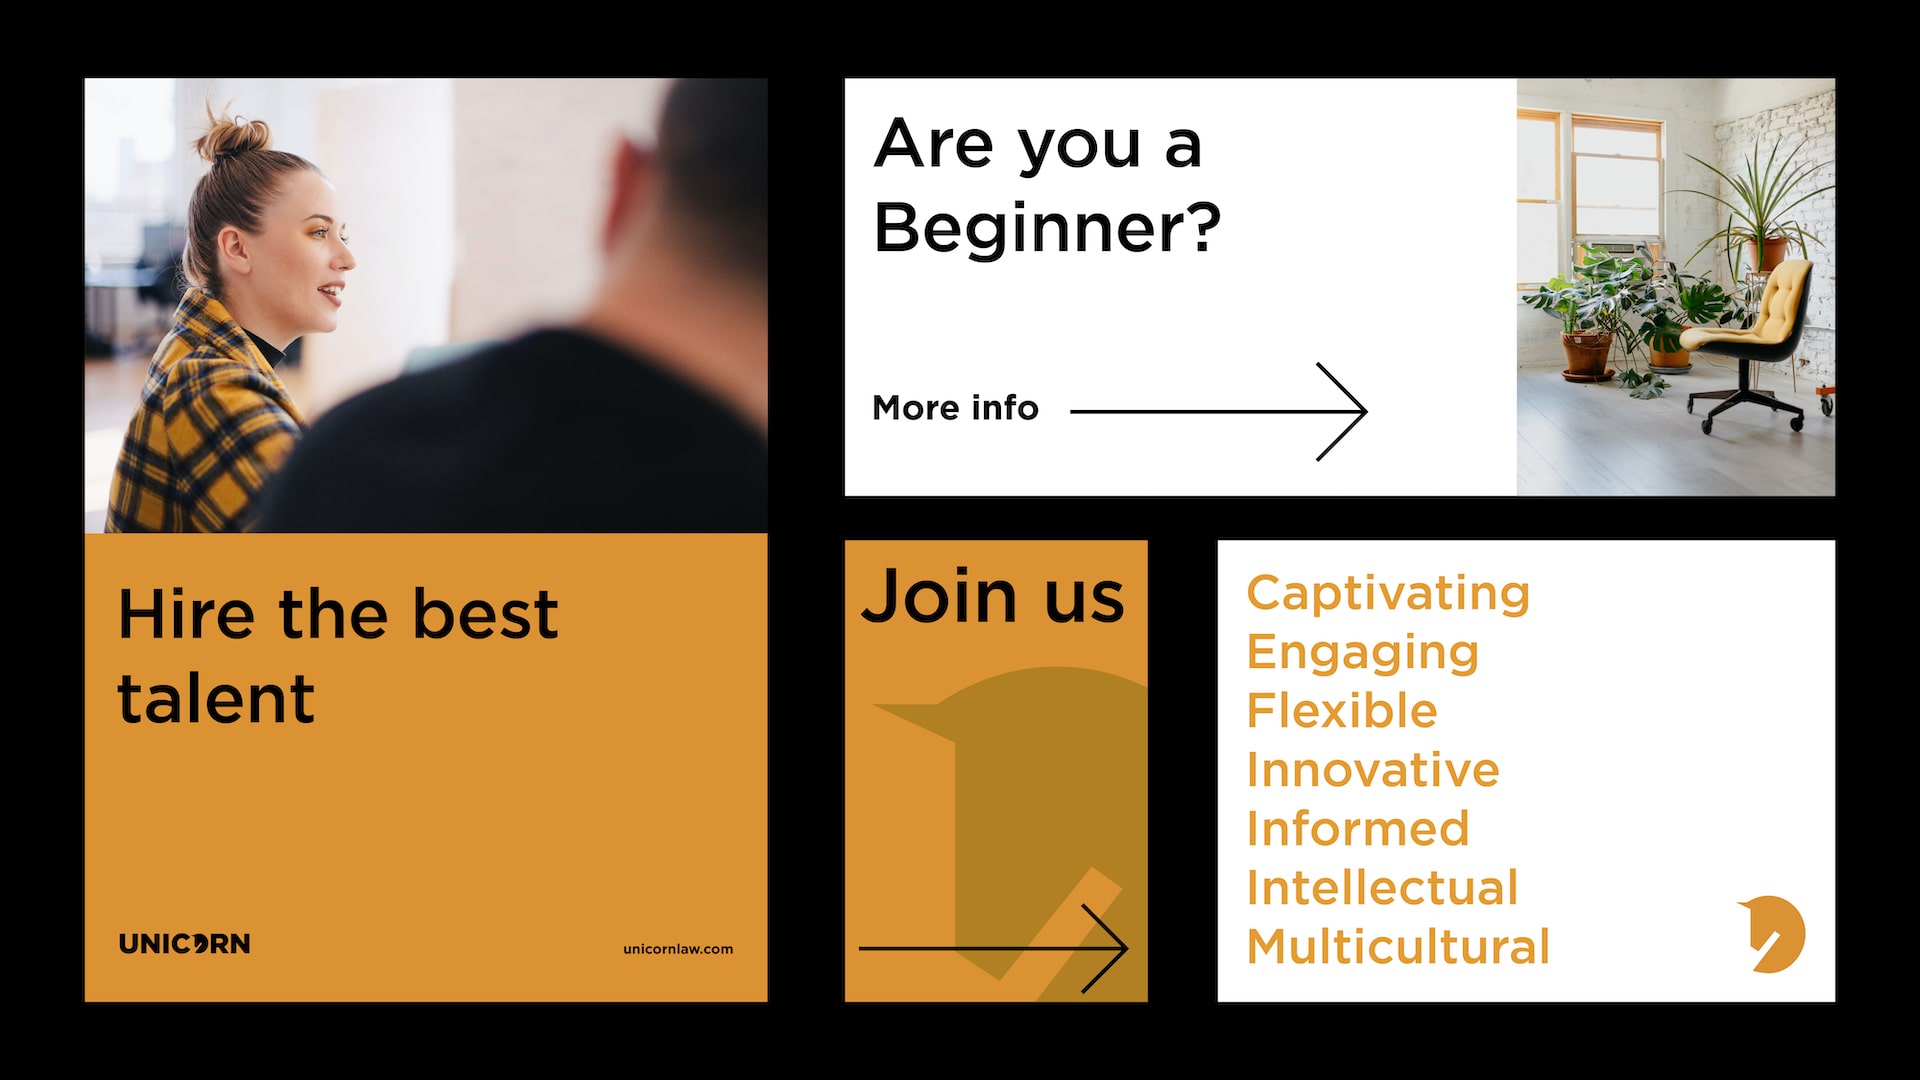 Hire the best
talent
UNICORN
unicornlaw.com
Are you a
Beginner?
More info
Join us
Captivating
Engaging
Flexible
Innovative
Informed
Intellectual
Multicultural